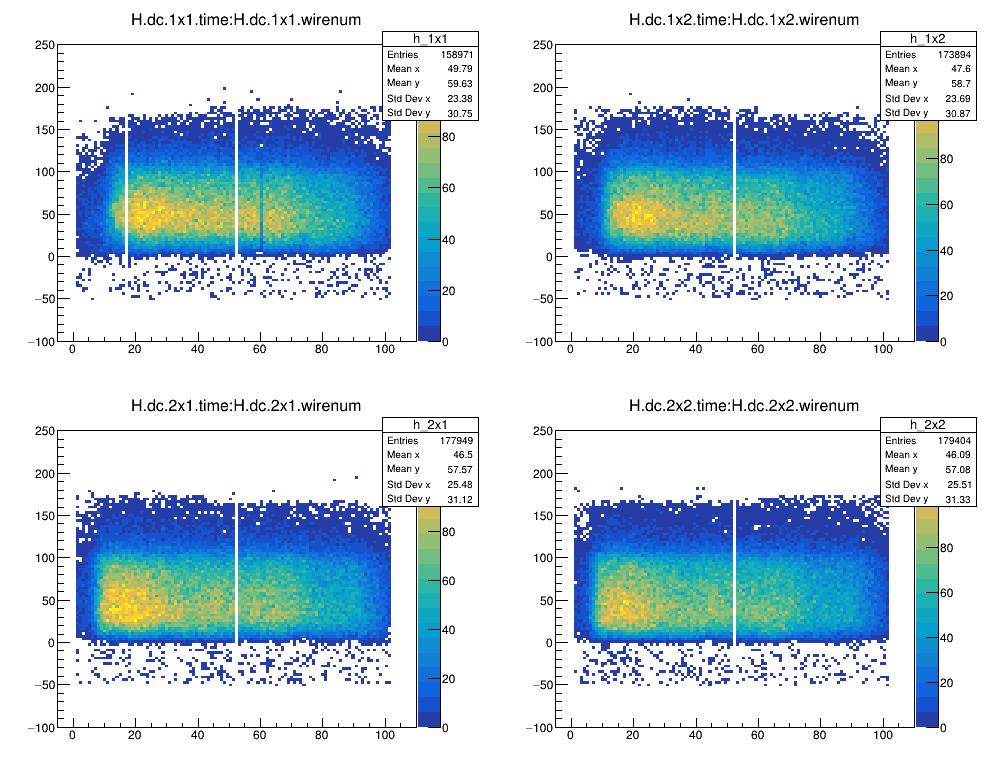 H.dc.1x1.time:H.dc.1x1.wirenum
h_1x1
Entries 158971
Mean x 49.79
Mean y 59.63
Std Dev x 23.38
Std Dev y 30.75
250
200
150
100
50
0
−50
−100
0 20 40 60 80 100
80
60
40
20
0
H.dc.1x2.time:H.dc.1x2.wirenum
h_1x2
Entries 173894
Mean x 47.6
Mean y 58.7
Std Dev x 23.69
Std Dev y 30.87
250
200
150
100
50
0
−50
−100
0 20 40 60 80 100
80
60
40
20
0
H.dc.2x1.time:H.dc.2x1.wirenum
h_2x1
Entries 177949
Mean x 46.5
Mean y 57.57
Std Dev x 25.48
Std Dev y 31.12
250
200
150
100
50
0
−50
−100
0 20 40 60 80 100
80
60
40
20
0
H.dc.2x2.time:H.dc.2x2.wirenum
h_2x2
Entries 179404
Mean x 46.09
Mean y 57.08
Std Dev x 25.51
Std Dev y 31.33
250
200
150
100
50
0
−50
−100
0 20 40 60 80 100
80
60
40
20
0